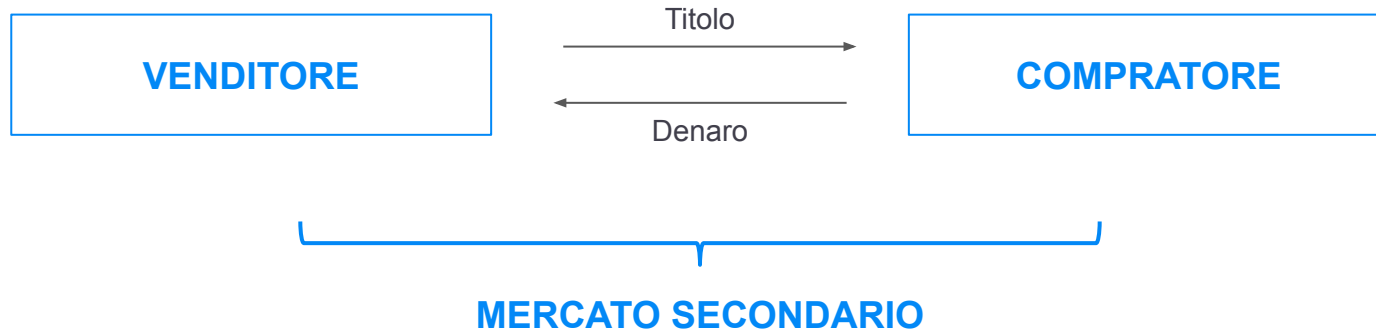 Titolo
VENDITORE
COMPRATORE
Denaro
MERCATO SECONDARIO